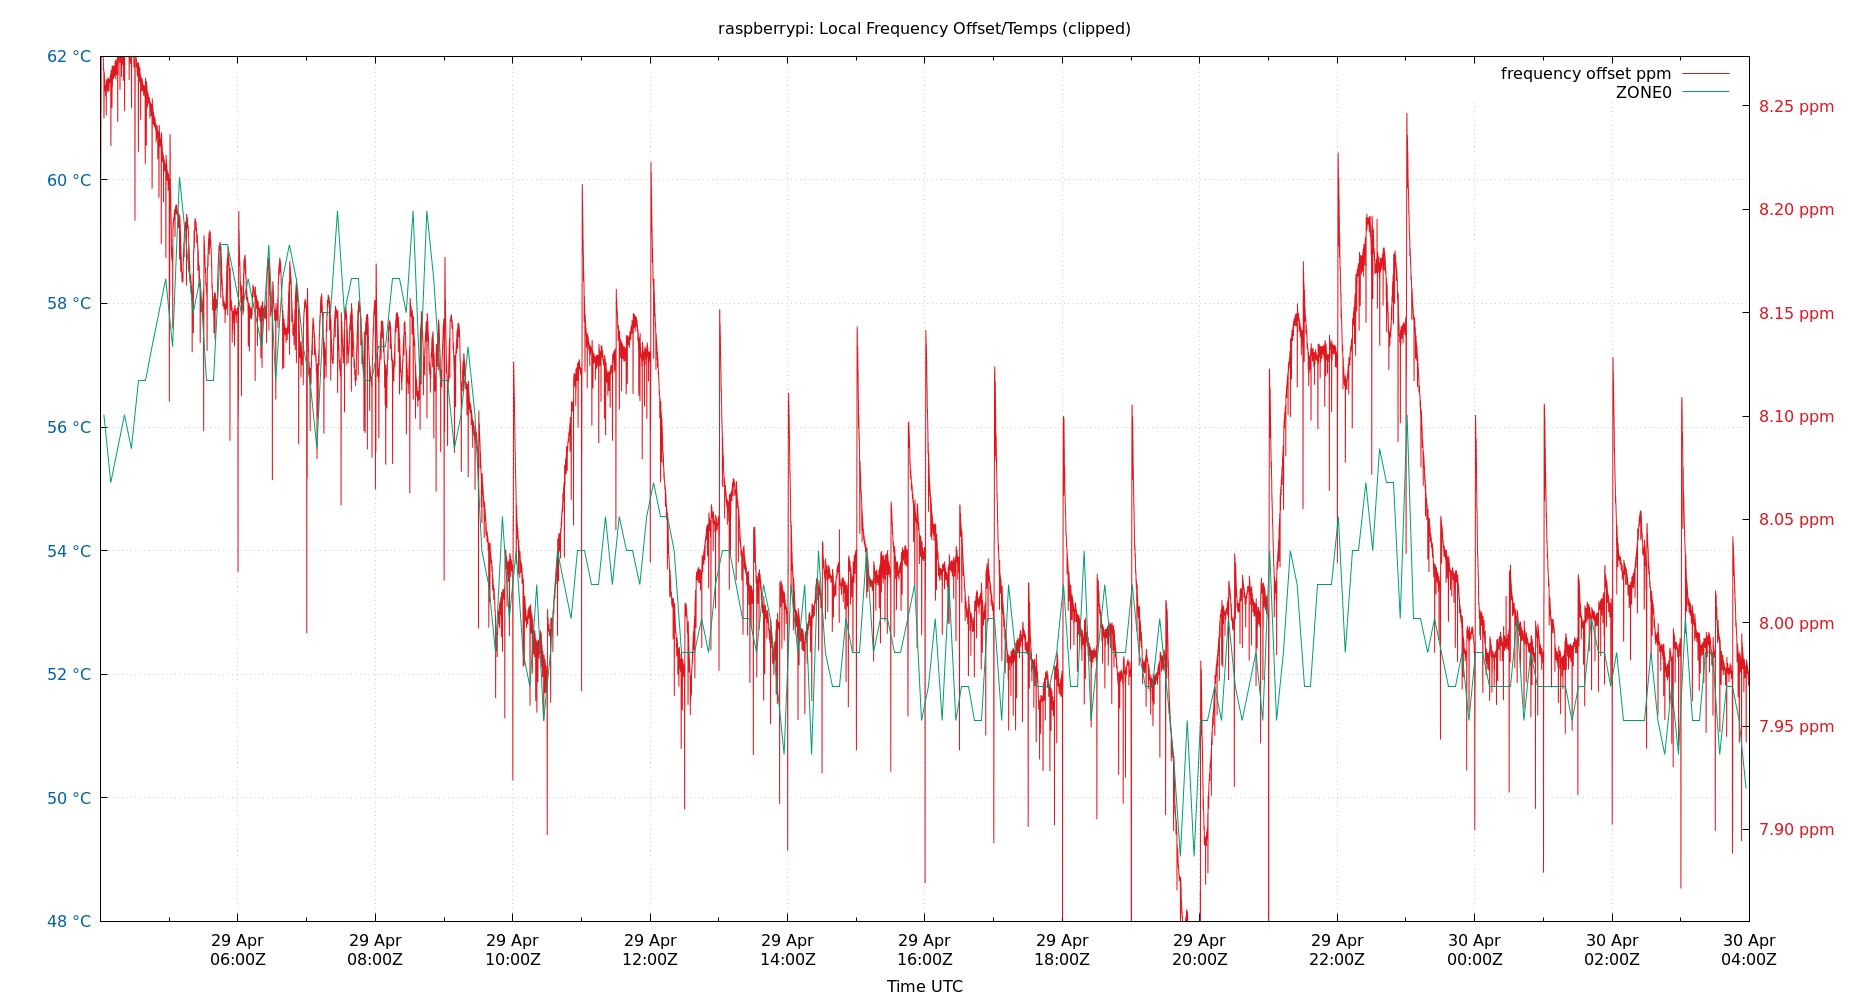 raspberrypi: Local Frequency Offset/Temps (clipped)
frequency offset ppm
ZONE0
62 °C
60 °C
58 °C
56 °C
54 °C
52 °C
50 °C
48 °C
8.25 ppm
8.20 ppm
8.15 ppm
8.10 ppm
8.05 ppm
8.00 ppm
7.95 ppm
7.90 ppm
29 Apr 29 Apr 29 Apr 29 Apr 29 Apr 29 Apr 29 Apr 29 Apr 29 Apr 30 Apr 30 Apr 30 Apr
06:00Z 08:00Z 10:00Z 12:00Z 14:00Z 16:00Z 18:00Z 20:00Z 22:00Z 00:00Z 02:00Z 04:00Z
Time UTC